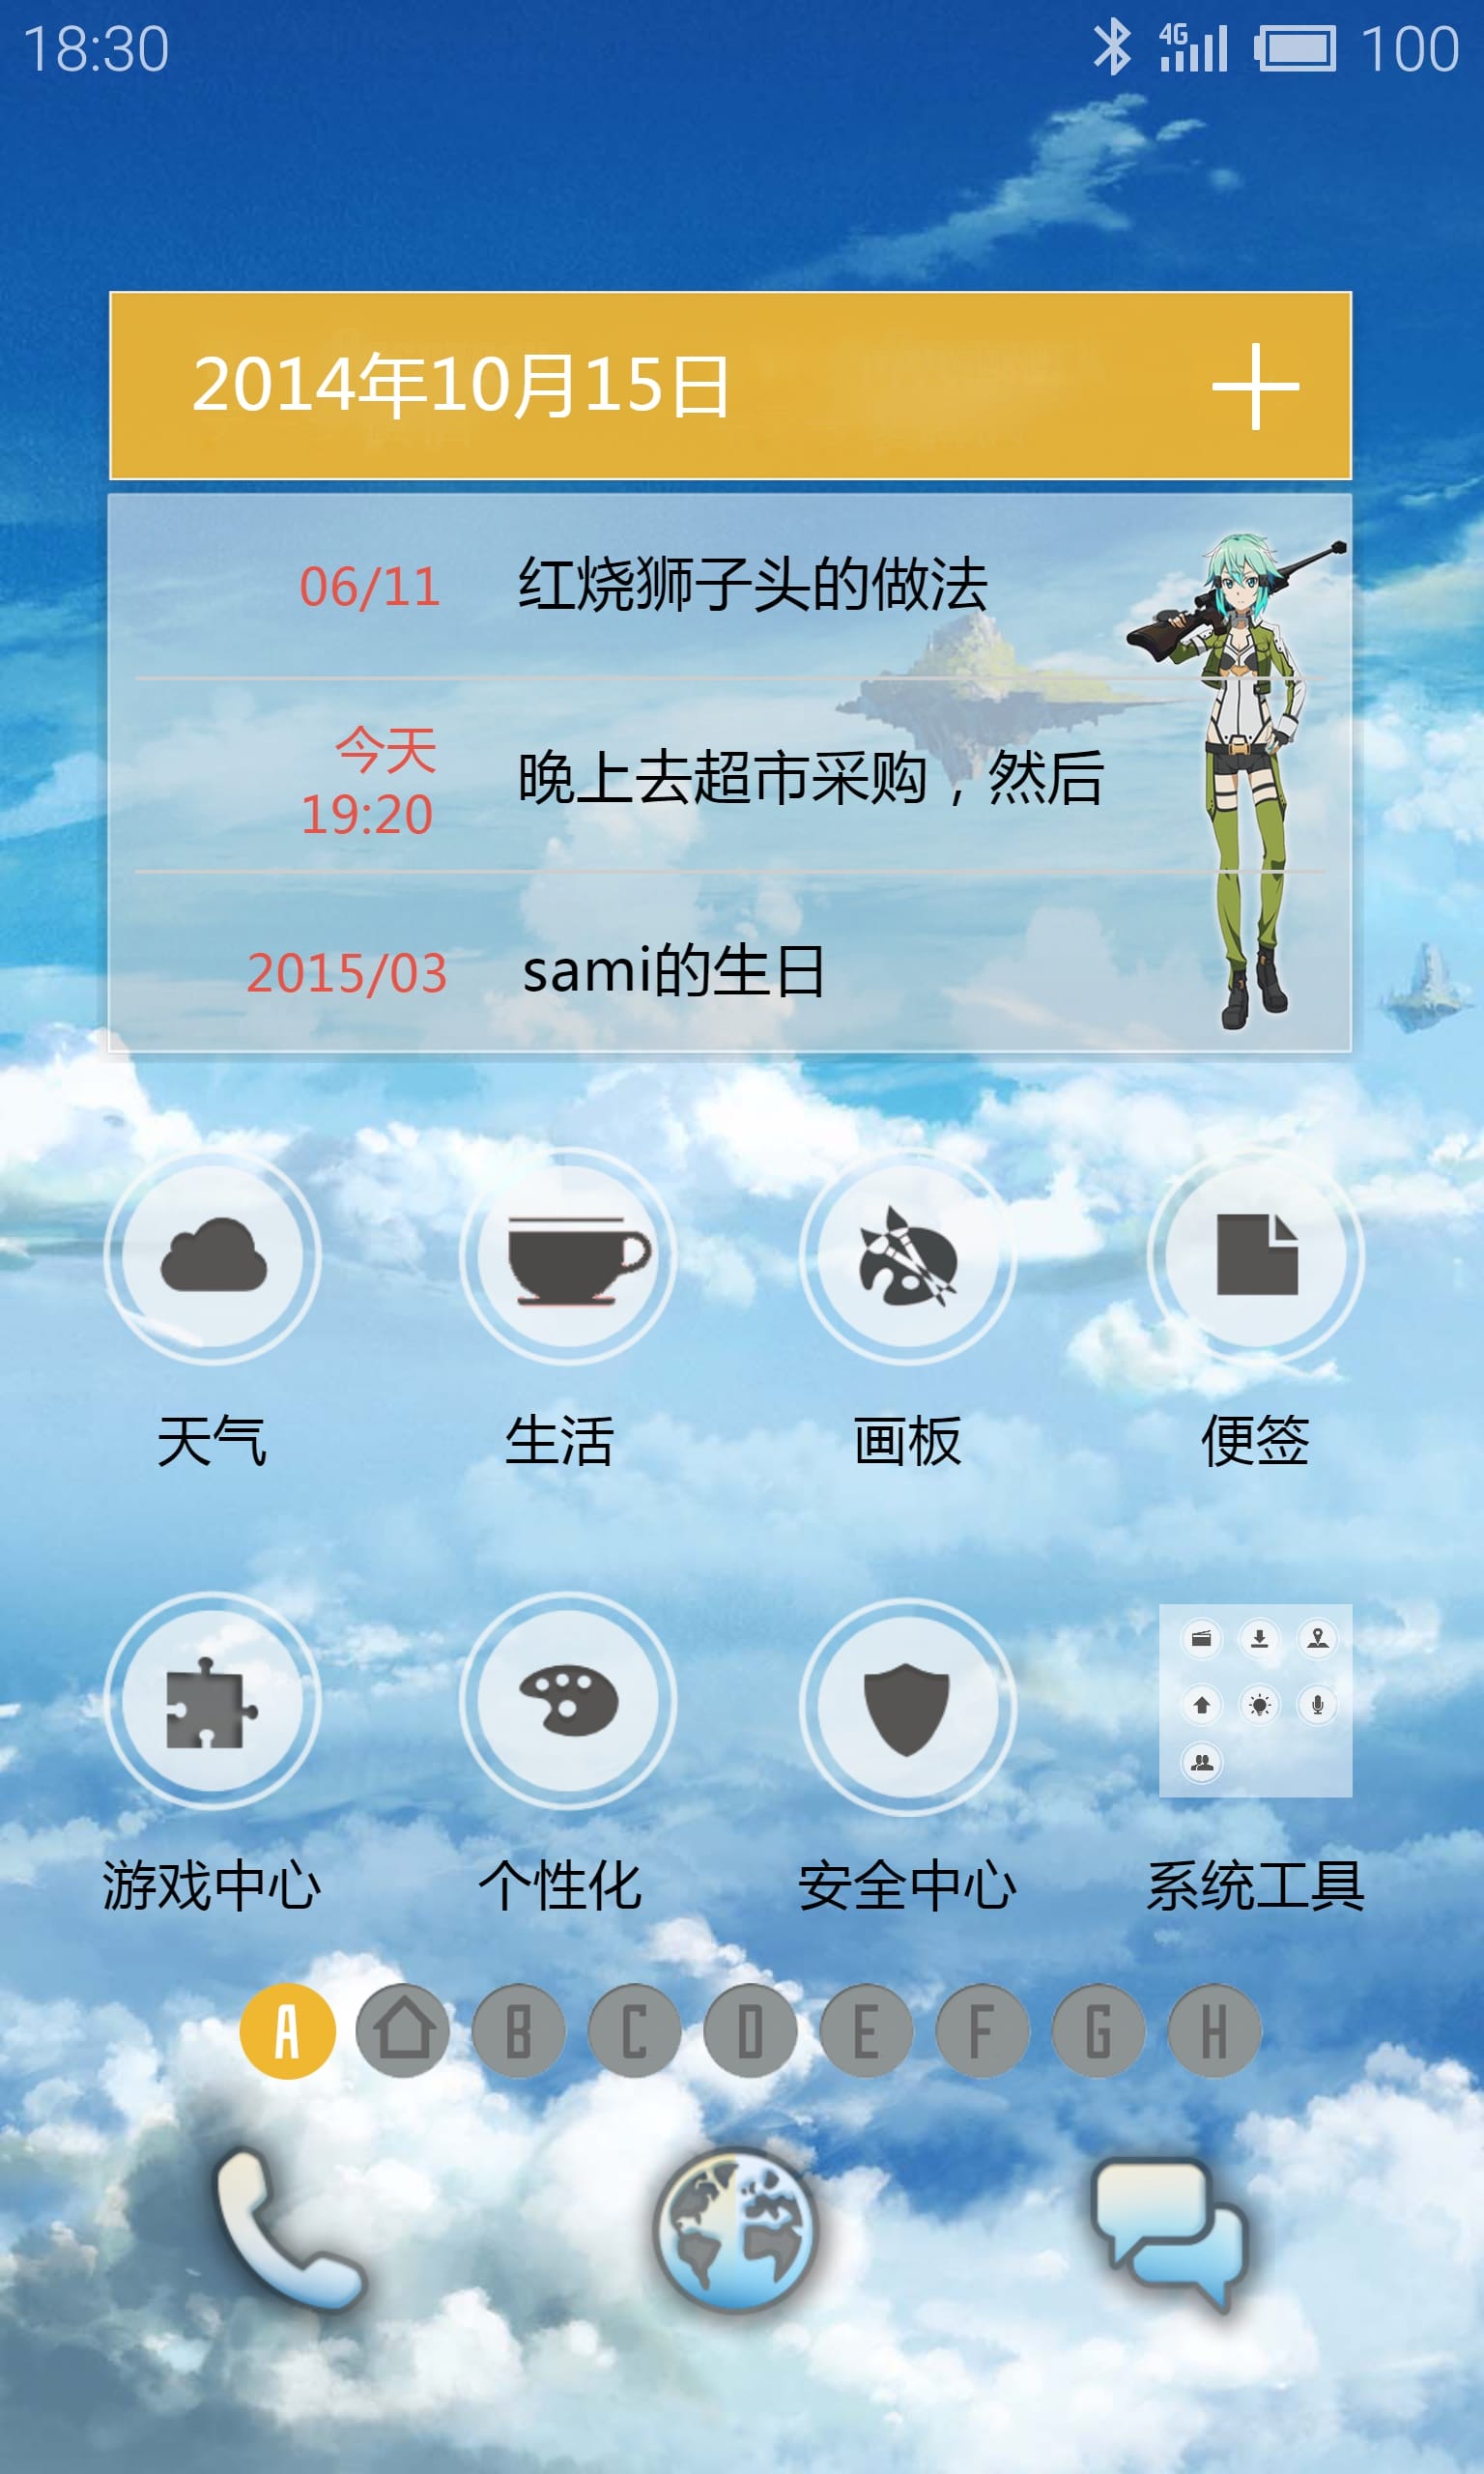 18:30 4G 100
2014年10月15日
06/11 红烧狮子头的做法
今天
19:20 晚上去超市采购，然后
2015/03 sami的生日
天气 生活 画板 便签
游戏中心 个性化 安全中心 系统工具
A B C D E F G H